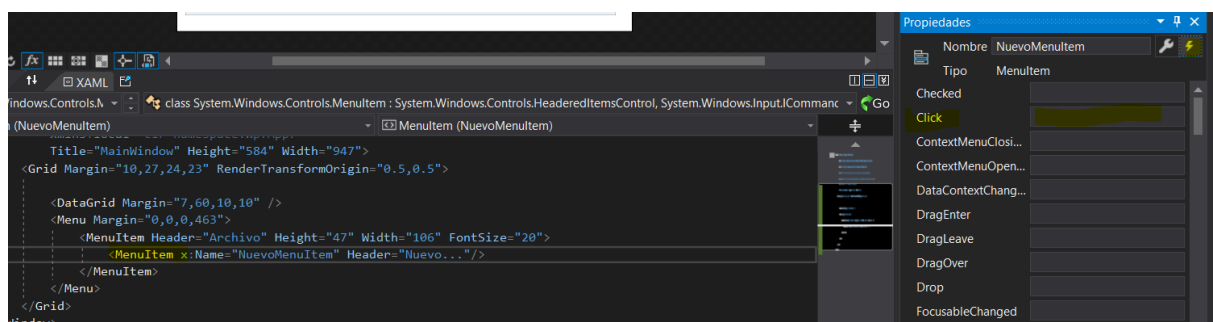 fx
XAML
indows.Controls.M
class System.Windows.Controls.MenuItem : System.Windows.Controls.HeaderedItemsControl, System.Windows.Input.ICommanc
Go
(NuevoMenuItem)
MenuItem (NuevoMenuItem)
Title="MainWindow" Height="584" Width="947">
<Grid Margin="10,27,24,23" RenderTransformOrigin="0.5,0.5">
<DataGrid Margin="7,60,10,10" />
<Menu Margin="0,0,0,463">
<MenuItem Header="Archivo" Height="47" Width="106" FontSize="20">
<MenuItem x:Name="NuevoMenuItem" Header="Nuevo..."/>
</MenuItem>
</Menu>
</Grid>
Propiedades
Nombre NuevoMenuItem
Tipo MenuItem
Checked
Click
ContextMenuClosi...
ContextMenuOpen...
DataContextChang...
DragEnter
DragLeave
DragOver
Drop
FocusableChanged